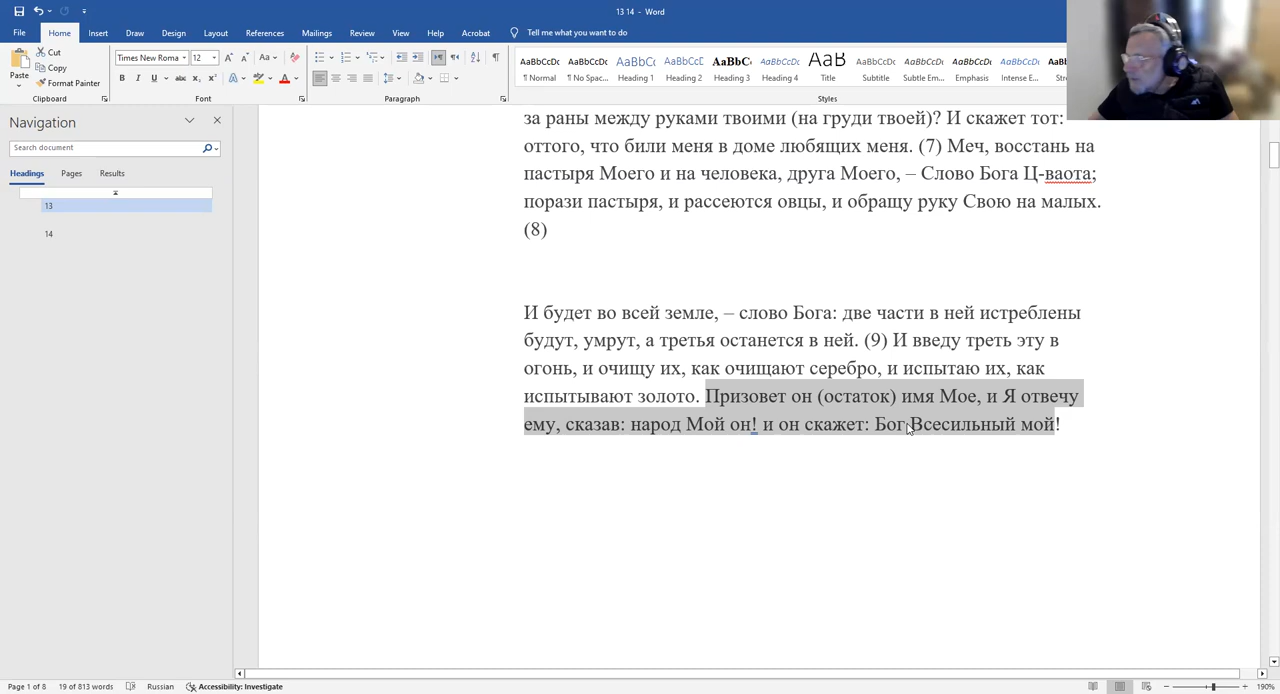 13 14 - Word
File Home Insert Draw Design Layout References Mailings Review View Help Acrobat Tell me what you want to do
Paste Cut Copy Format Painter
Times New Roma 12
AaBbCcDc AaBbCcDc AaBbCc AaBbCcDc AaBbC AaBbCcDc AaB AaBbCcDc AaBbCcDc AaBbCcDc AaBbCcDc
¶ Normal ¶ No Spac... Heading 1 Heading 2 Heading 3 Heading 4 Title Subtitle Subtle Em... Emphasis Intense E...
Clipboard Font Paragraph Styles
Navigation
Search document
Headings Pages Results
13
14
за раны между руками твоими (на груди твоей)? И скажет тот:
оттого, что били меня в доме любящих меня. (7) Меч, восстань на
пастыря Моего и на человека, друга Моего, – Слово Бога Ц-ваота;
порази пастыря, и рассеются овцы, и обращу руку Свою на малых.
(8)
И будет во всей земле, – слово Бога: две части в ней истреблены
будут, умрут, а третья останется в ней. (9) И введу треть эту в
огонь, и очищу их, как очищают серебро, и испытаю их, как
испытывают золото. Призовет он (остаток) имя Мое, и Я отвечу
ему, сказав: народ Мой он! и он скажет: Бог Всесильный мой!
Page 1 of 8 19 of 813 words Russian Accessibility: Investigate 190%